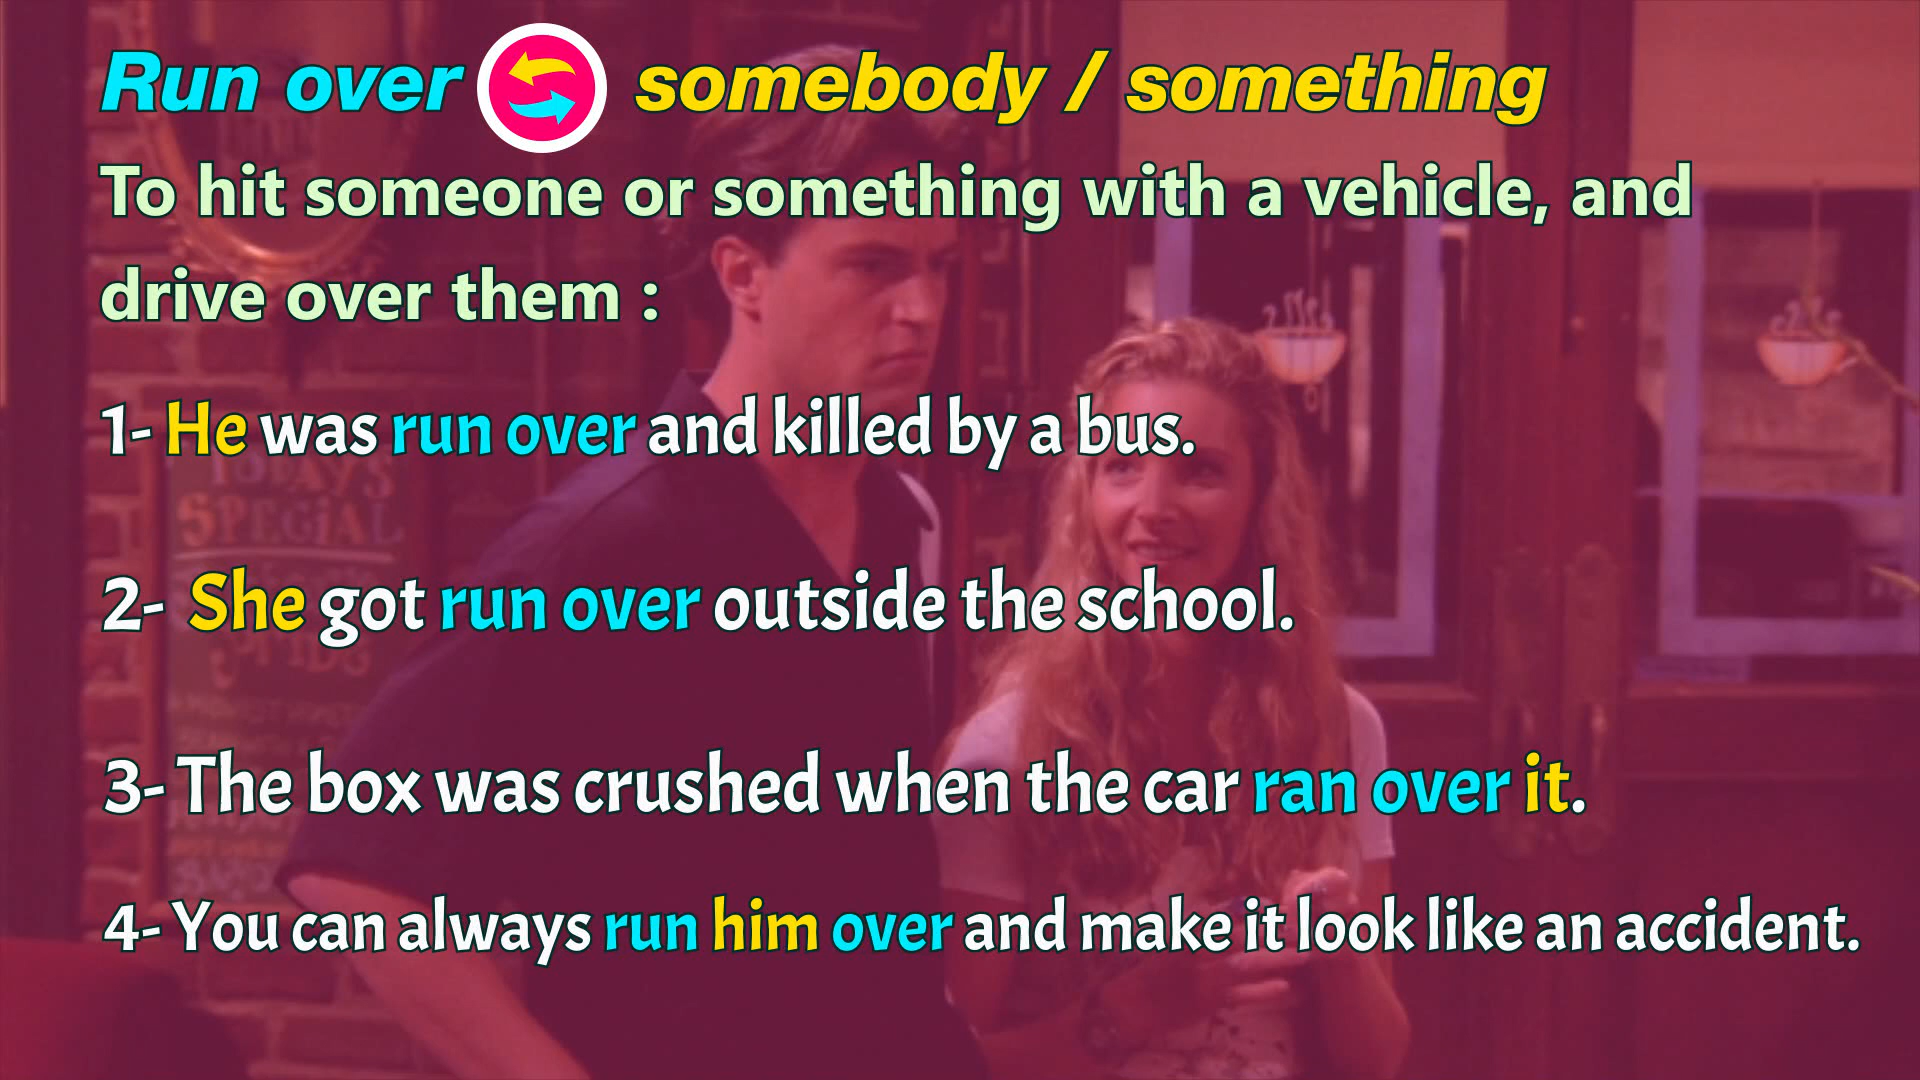 Run over somebody / something
To hit someone or something with a vehicle, and
drive over them :
1- He was run over and killed by a bus.
TODAY'S
SPECiAL
2- She got run over outside the school.
3- The box was crushed when the car ran over it.
4- You can always run him over and make it look like an accident.